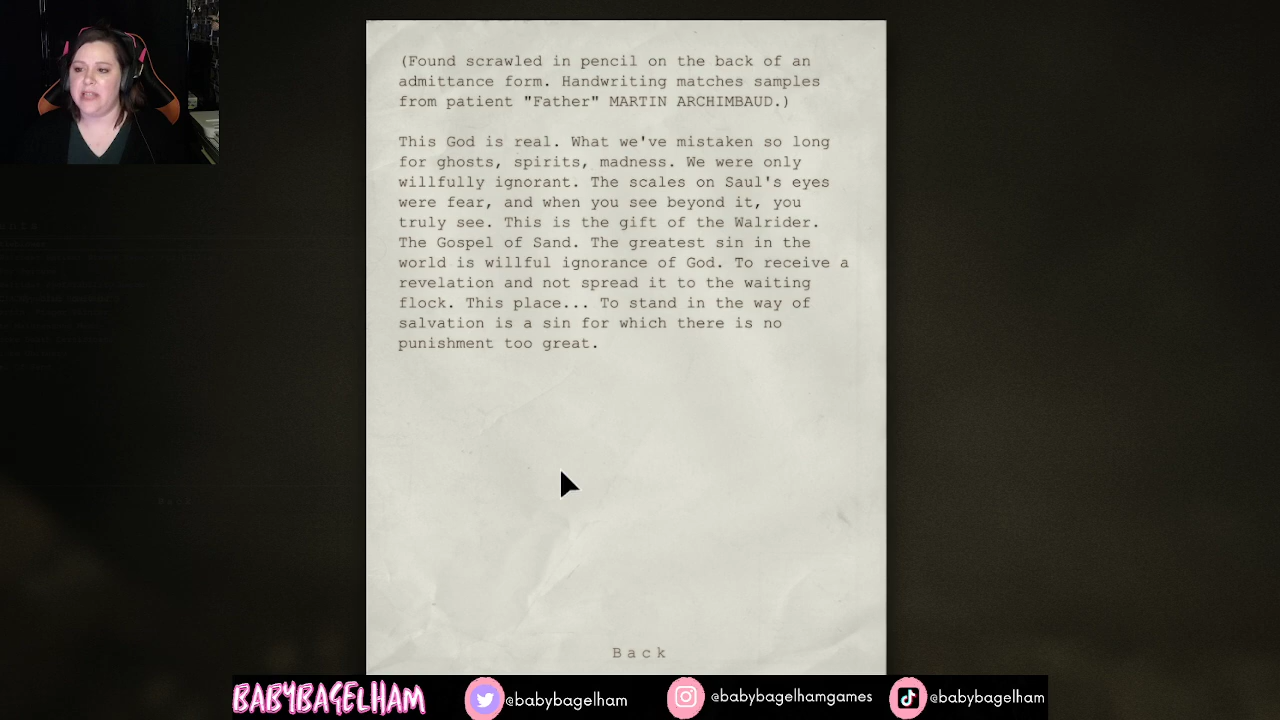 (Found scrawled in pencil on the back of an
admittance form. Handwriting matches samples
from patient "Father" MARTIN ARCHIMBAUD.)
This God is real. What we've mistaken so long
for ghosts, spirits, madness. We were only
willfully ignorant. The scales on Saul's eyes
were fear, and when you see beyond it, you
truly see. This is the gift of the Walrider.
The Gospel of Sand. The greatest sin in the
world is willful ignorance of God. To receive a
revelation and not spread it to the waiting
flock. This place... To stand in the way of
salvation is a sin for which there is no
punishment too great.
Back
BABYBAGELHAM @babybagelham @babybagelhamgames @babybagelham